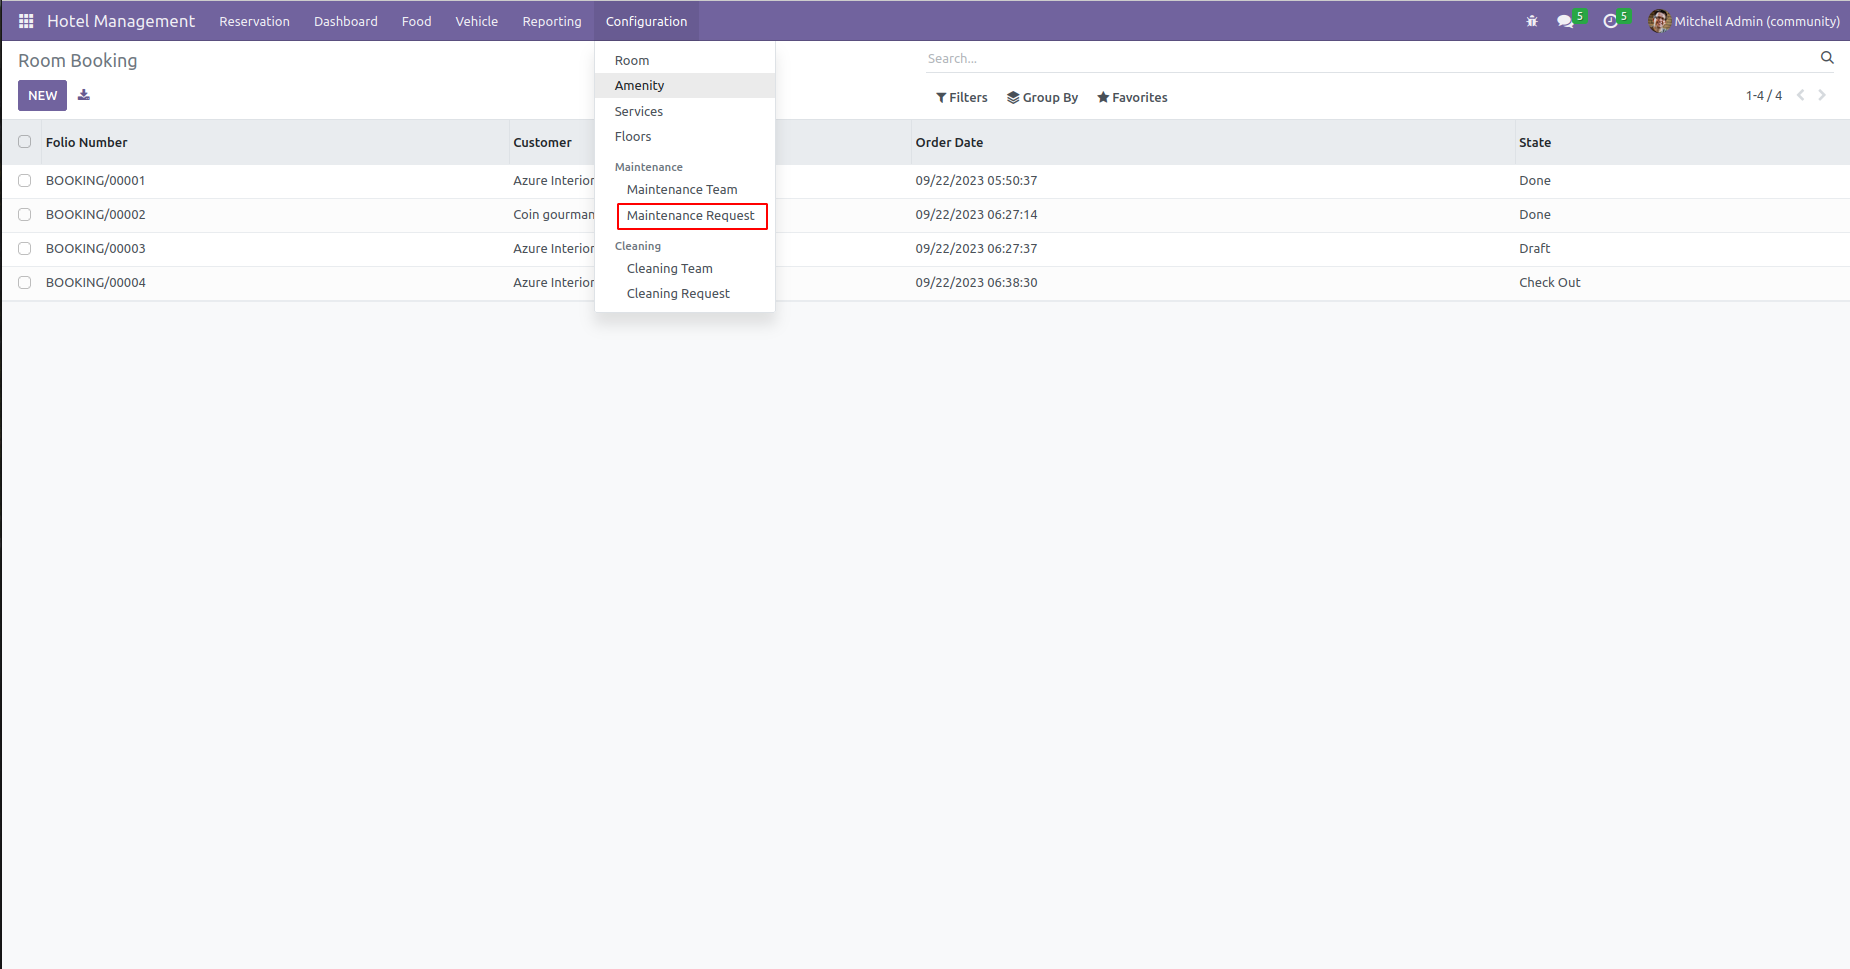 Hotel Management Reservation Dashboard Food Vehicle Reporting Configuration 5 5 Mitchell Admin (community)
Room Booking
Search...
NEW
Filters Group By Favorites
1-4 / 4
Room
Amenity
Services
Floors
Maintenance
Maintenance Team
Maintenance Request
Cleaning
Cleaning Team
Cleaning Request
Folio Number Customer Order Date State
BOOKING/00001 Azure Interior 09/22/2023 05:50:37 Done
BOOKING/00002 Coin gourman 09/22/2023 06:27:14 Done
BOOKING/00003 Azure Interior 09/22/2023 06:27:37 Draft
BOOKING/00004 Azure Interior 09/22/2023 06:38:30 Check Out